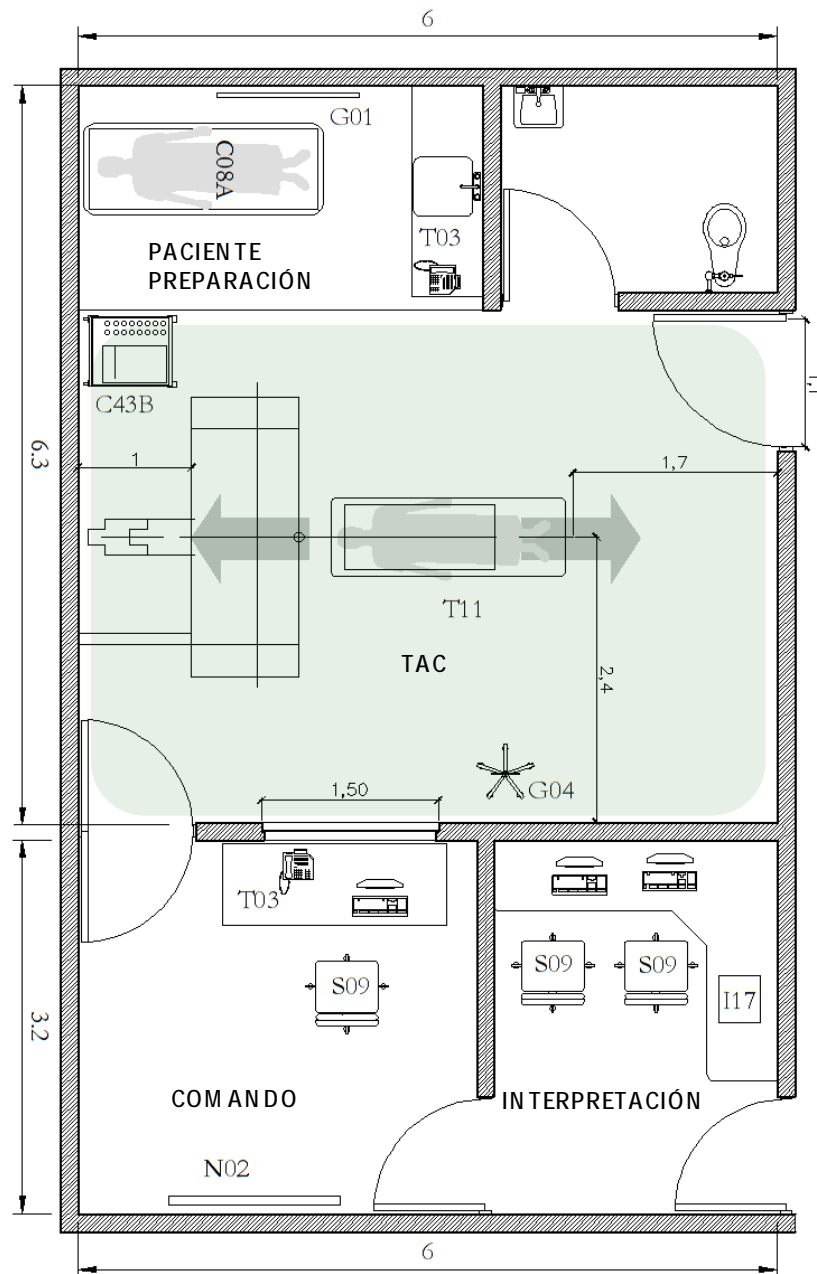 6
G01
C08A
T03
PACIENTE
PREPARACIÓN
C43B
1,1
6.3
1
1,7
T11
TAC
2,4
1,50
G04
T03
S09
S09
S09
I17
3.2
COMANDO
INTERPRETACIÓN
N02
6